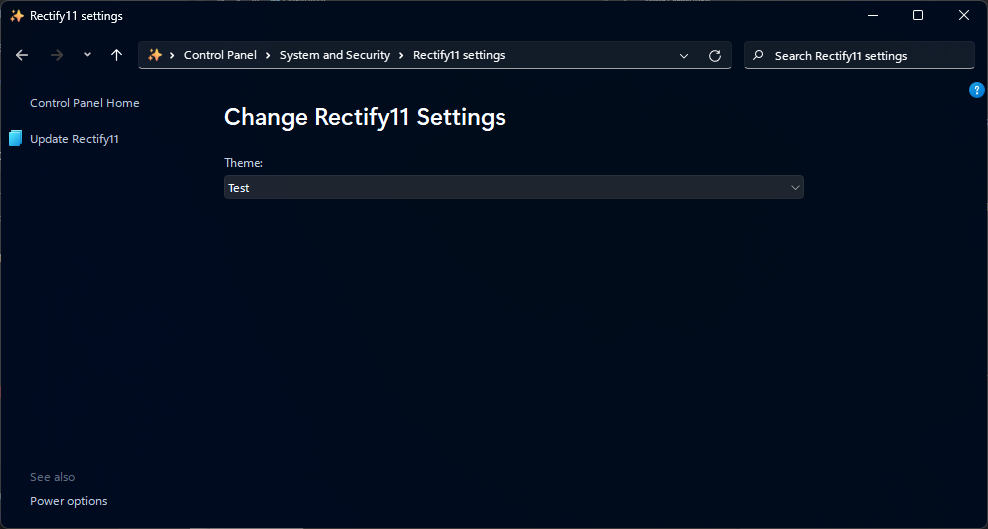 Rectify11 settings
Control Panel > System and Security > Rectify11 settings
Search Rectify11 settings
?
Control Panel Home
Update Rectify11
Change Rectify11 Settings
Theme:
Test
See also
Power options